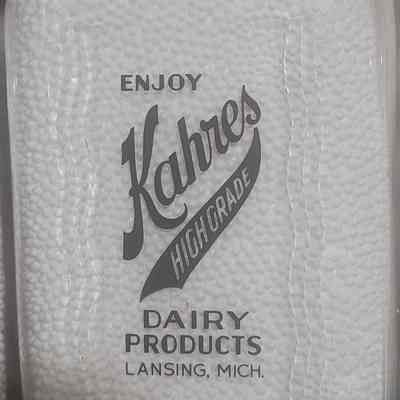 ENJOY
Kahres
HIGH GRADE
DAIRY
PRODUCTS
LANSING, MICH.